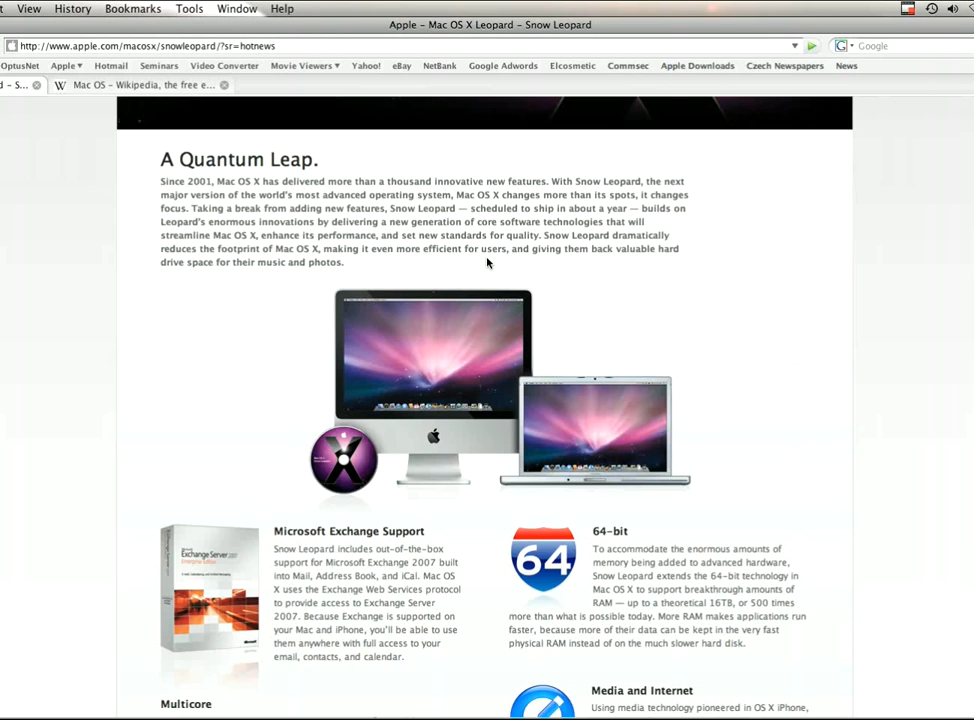 View History Bookmarks Tools Window Help
Apple – Mac OS X Leopard – Snow Leopard
http://www.apple.com/macosx/snowleopard/?sr=hotnews
Google
OptusNet Apple Hotmail Seminars Video Converter Movie Viewers Yahoo! eBay NetBank Google Adwords Elcosmetic Commsec Apple Downloads Czech Newspapers News
d – S... W Mac OS – Wikipedia, the free e...
A Quantum Leap.
Since 2001, Mac OS X has delivered more than a thousand innovative new features. With Snow Leopard, the next
major version of the world's most advanced operating system, Mac OS X changes more than its spots, it changes
focus. Taking a break from adding new features, Snow Leopard — scheduled to ship in about a year — builds on
Leopard's enormous innovations by delivering a new generation of core software technologies that will
streamline Mac OS X, enhance its performance, and set new standards for quality. Snow Leopard dramatically
reduces the footprint of Mac OS X, making it even more efficient for users, and giving them back valuable hard
drive space for their music and photos.
X
Exchange Server 2007
Microsoft Exchange Support
Snow Leopard includes out-of-the-box
support for Microsoft Exchange 2007 built
into Mail, Address Book, and iCal. Mac OS
X uses the Exchange Web Services protocol
to provide access to Exchange Server
2007. Because Exchange is supported on
your Mac and iPhone, you'll be able to use
them anywhere with full access to your
email, contacts, and calendar.
64
64-bit
To accommodate the enormous amounts of
memory being added to advanced hardware,
Snow Leopard extends the 64-bit technology in
Mac OS X to support breakthrough amounts of
RAM — up to a theoretical 16TB, or 500 times
more than what is possible today. More RAM makes applications run
faster, because more of their data can be kept in the very fast
physical RAM instead of on the much slower hard disk.
Multicore
Media and Internet
Using media technology pioneered in OS X iPhone,